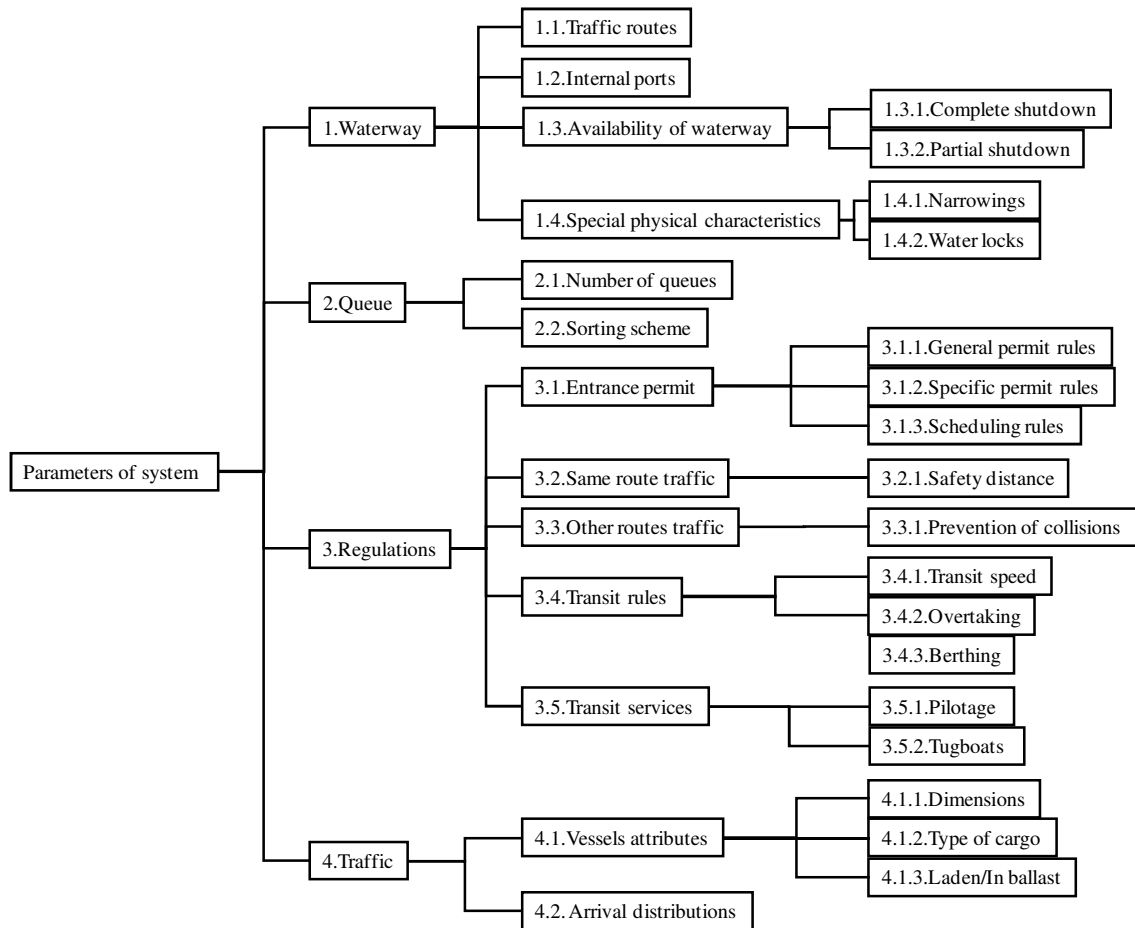 Parameters of system
1.Waterway
1.1.Traffic routes
1.2.Internal ports
1.3.Availability of waterway
1.3.1.Complete shutdown
1.3.2.Partial shutdown
1.4.Special physical characteristics
1.4.1.Narrowings
1.4.2.Water locks
2.Queue
2.1.Number of queues
2.2.Sorting scheme
3.Regulations
3.1.Entrance permit
3.1.1.General permit rules
3.1.2.Specific permit rules
3.1.3.Scheduling rules
3.2.Same route traffic
3.2.1.Safety distance
3.3.Other routes traffic
3.3.1.Prevention of collisions
3.4.Transit rules
3.4.1.Transit speed
3.4.2.Overtaking
3.4.3.Berthing
3.5.Transit services
3.5.1.Pilotage
3.5.2.Tugboats
4.Traffic
4.1.Vessels attributes
4.1.1.Dimensions
4.1.2.Type of cargo
4.1.3.Laden/In ballast
4.2. Arrival distributions